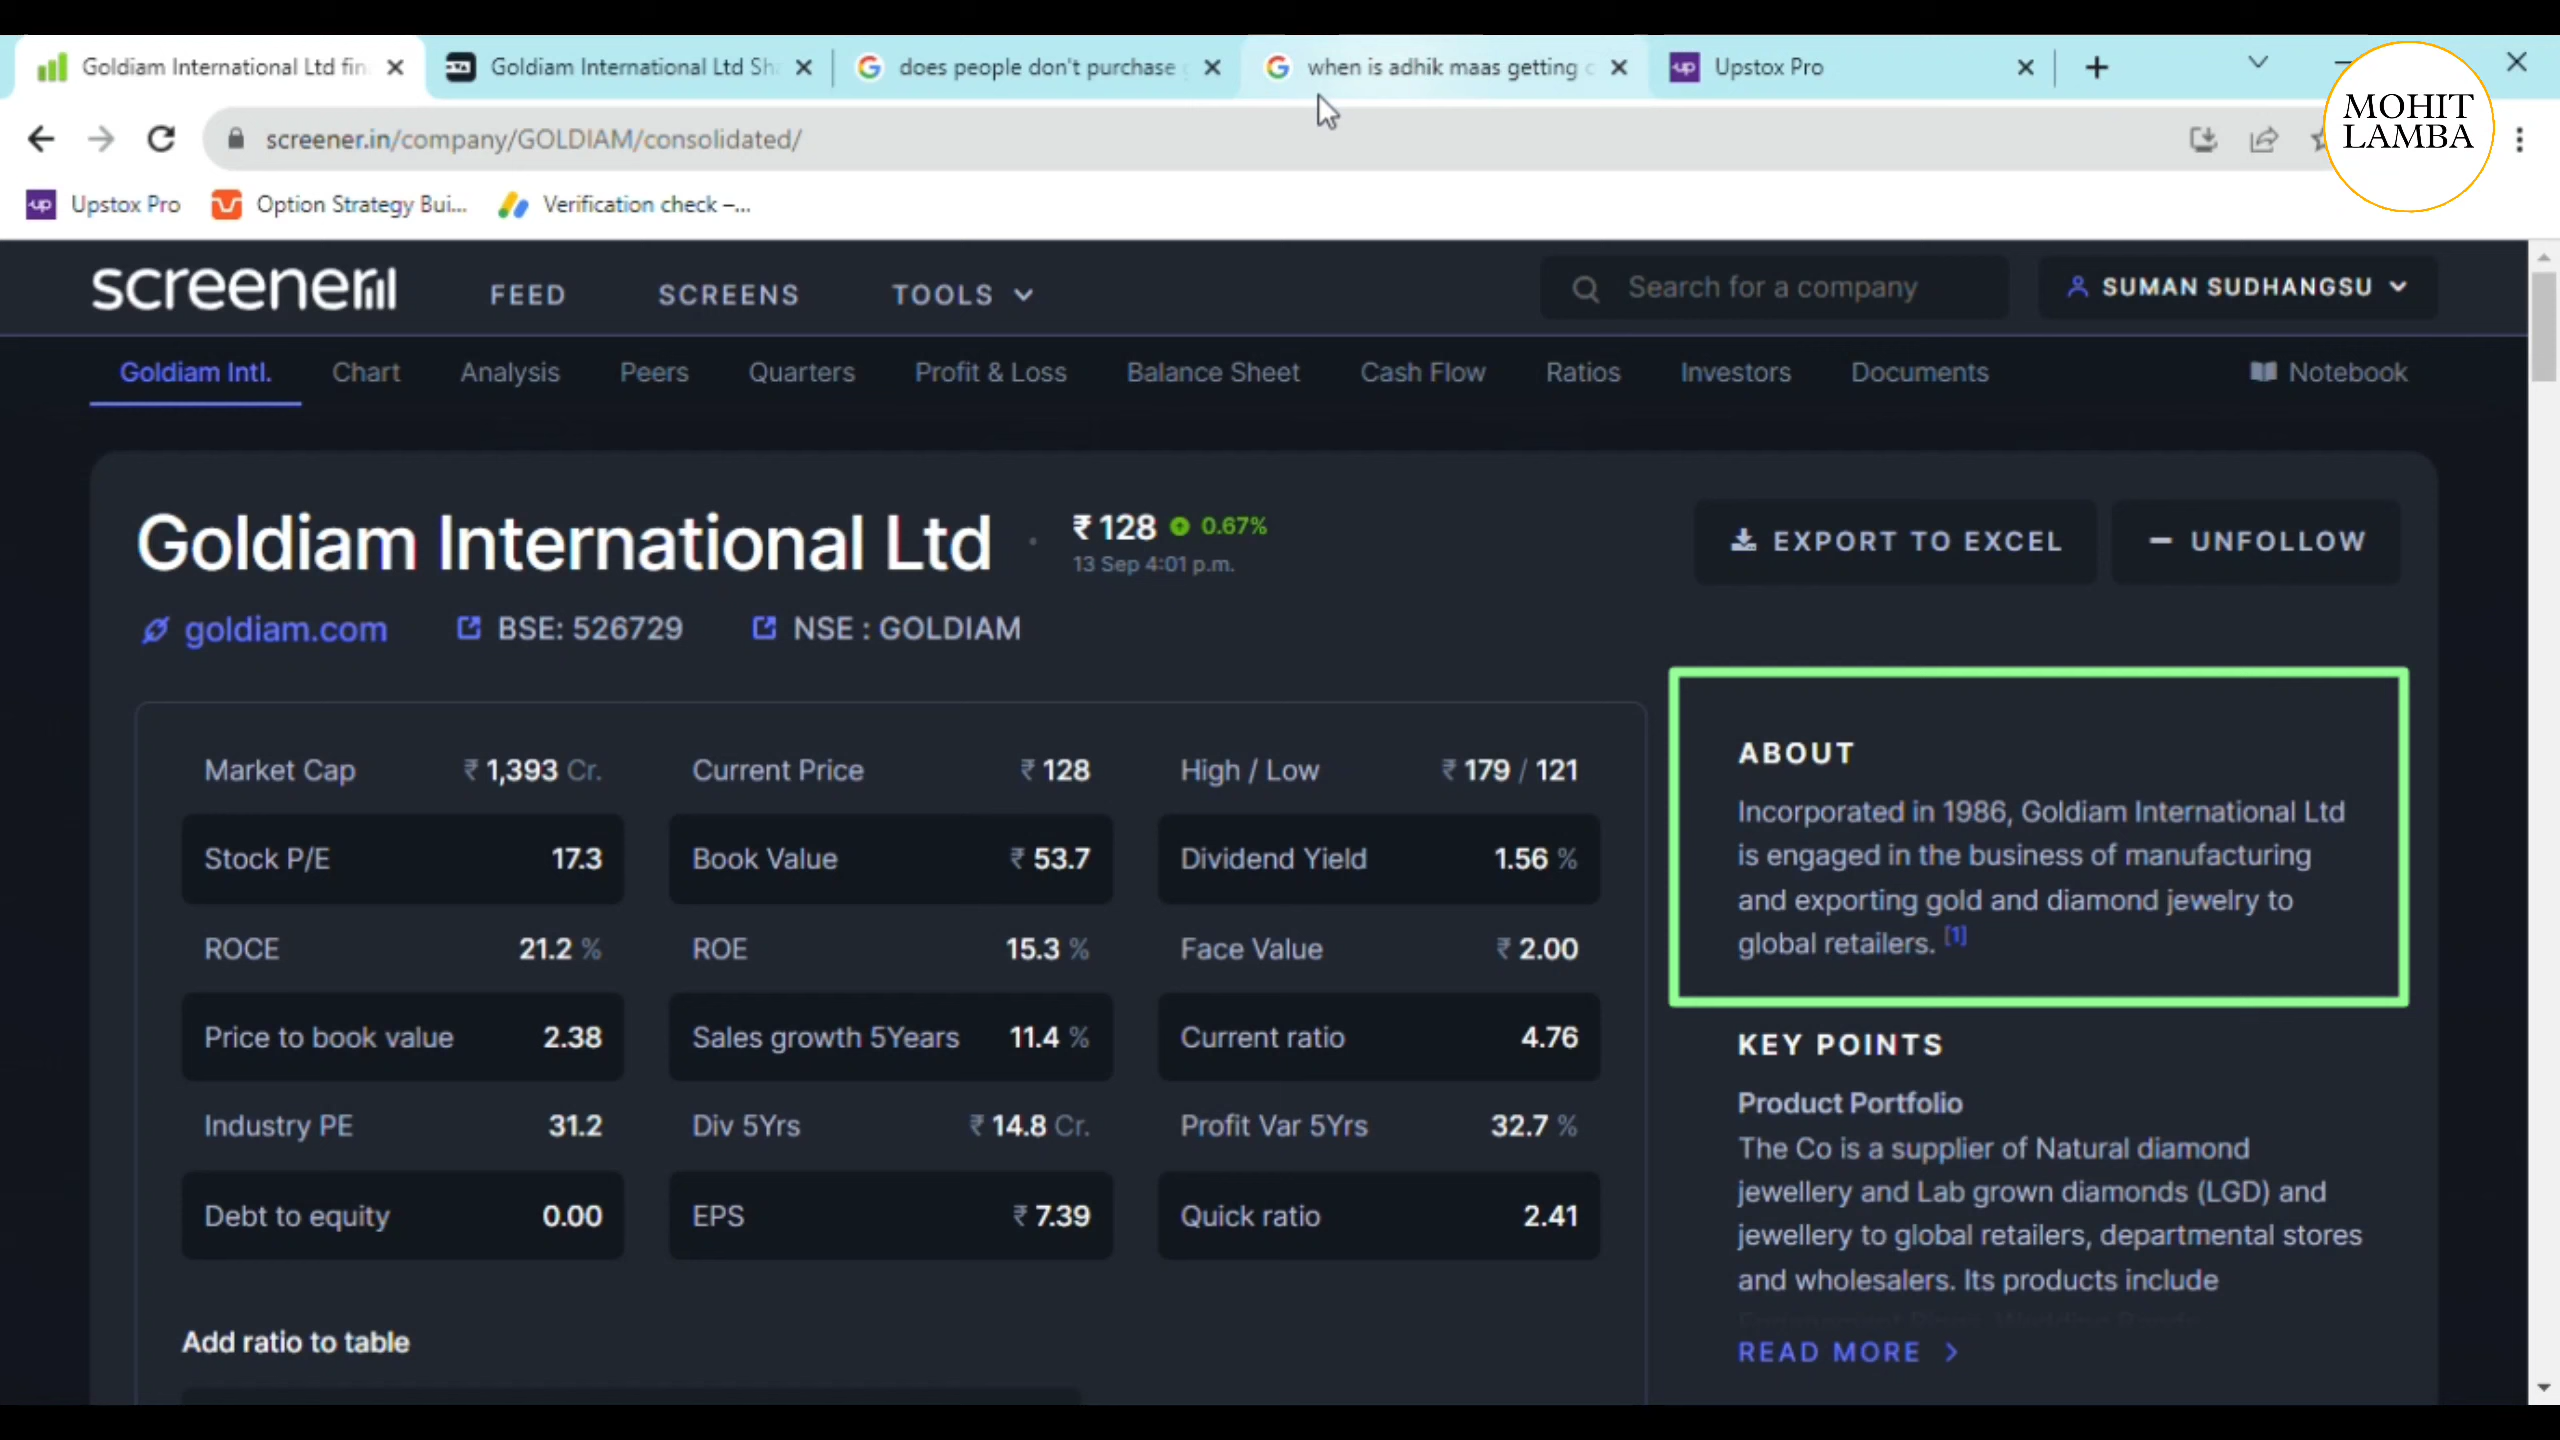 Goldiam International Ltd fin
Goldiam International Ltd Sh
does people don't purchase
when is adhik maas getting
Upstox Pro
MOHIT
LAMBA
screener.in/company/GOLDIAM/consolidated/
Upstox Pro
Option Strategy Bui...
Verification check –...
screener
FEED
SCREENS
TOOLS
Search for a company
SUMAN SUDHANGSU
Goldiam Intl.
Chart
Analysis
Peers
Quarters
Profit & Loss
Balance Sheet
Cash Flow
Ratios
Investors
Documents
Notebook
Goldiam International Ltd
₹ 128 0.67%
13 Sep 4:01 p.m.
EXPORT TO EXCEL
UNFOLLOW
goldiam.com
BSE: 526729
NSE : GOLDIAM
Market Cap ₹ 1,393 Cr.
Current Price ₹ 128
High / Low ₹ 179 / 121
Stock P/E 17.3
Book Value ₹ 53.7
Dividend Yield 1.56 %
ROCE 21.2 %
ROE 15.3 %
Face Value ₹ 2.00
Price to book value 2.38
Sales growth 5Years 11.4 %
Current ratio 4.76
Industry PE 31.2
Div 5Yrs ₹ 14.8 Cr.
Profit Var 5Yrs 32.7 %
Debt to equity 0.00
EPS ₹ 7.39
Quick ratio 2.41
Add ratio to table
ABOUT
Incorporated in 1986, Goldiam International Ltd
is engaged in the business of manufacturing
and exporting gold and diamond jewelry to
global retailers. [1]
KEY POINTS
Product Portfolio
The Co is a supplier of Natural diamond
jewellery and Lab grown diamonds (LGD) and
jewellery to global retailers, departmental stores
and wholesalers. Its products include
READ MORE